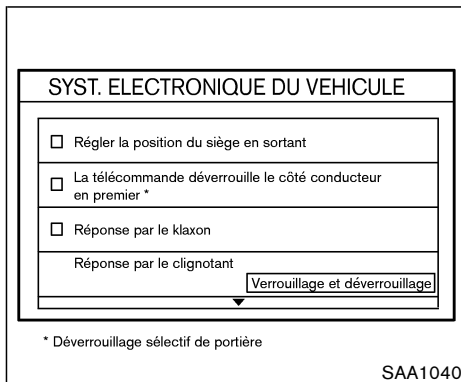 SYST. ELECTRONIQUE DU VEHICULE
Régler la position du siège en sortant
La télécommande déverrouille le côté conducteur
en premier *
Réponse par le klaxon
Réponse par le clignotant
Verrouillage et déverrouillage
* Déverrouillage sélectif de portière
SAA1040